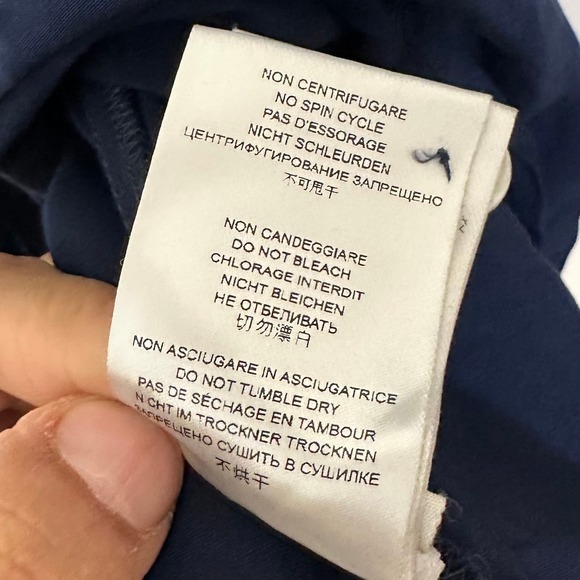 NON CENTRIFUGARE
NO SPIN CYCLE
PAS D'ESSORAGE
NICHT SCHLEURDEN
ЦЕНТРИФУГИРОВАНИЕ ЗАПРЕЩЕНО
不可甩干
NON CANDEGGIARE
DO NOT BLEACH
CHLORAGE INTERDIT
NICHT BLEICHEN
НЕ ОТБЕЛИВАТЬ
切勿漂白
NON ASCIUGARE IN ASCIUGATRICE
DO NOT TUMBLE DRY
PAS DE SÉCHAGE EN TAMBOUR
N CHT IM TROCKNER TROCKNEN
ЗАПРЕЩЕНО СУШИТЬ В СУШИЛКЕ
不烘干